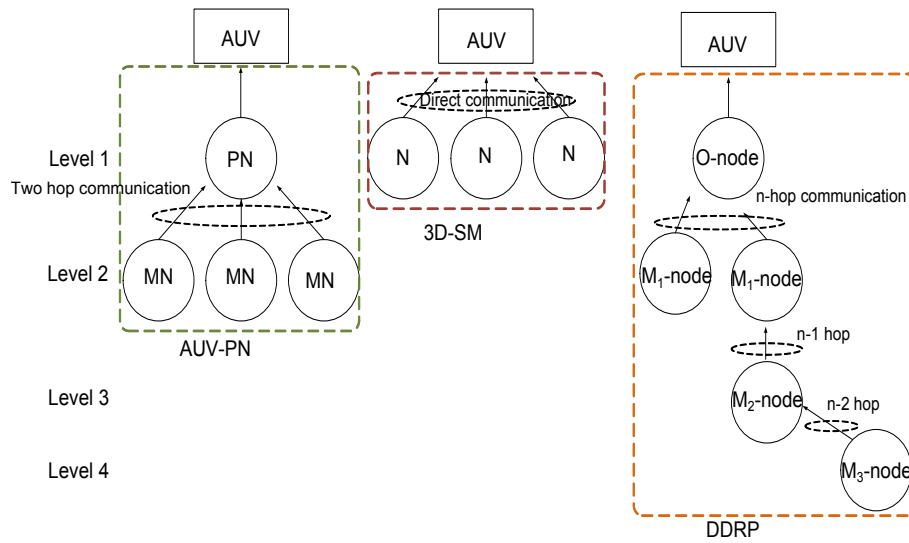 AUV
AUV
AUV
Direct communication
Level 1
PN
N
N
N
O-node
Two hop communication
n-hop communication
3D-SM
Level 2
MN
MN
MN
M₁-node
M₁-node
AUV-PN
n-1 hop
Level 3
M₂-node
n-2 hop
Level 4
M₃-node
DDRP